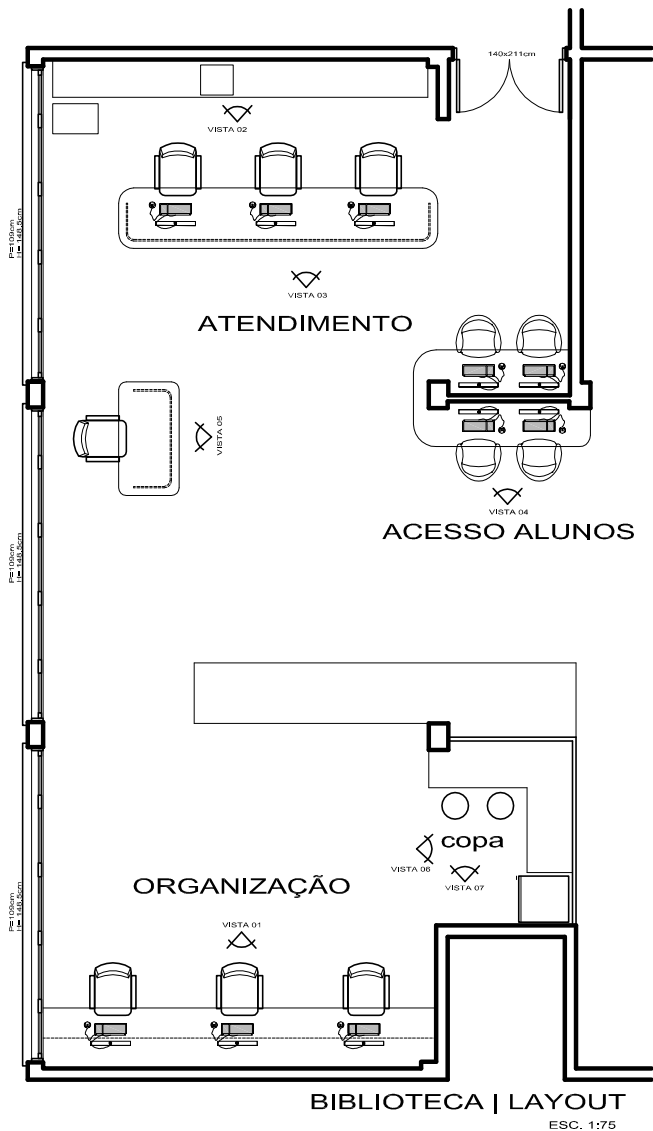 140x211cm
VISTA 02
P=109cm
H= 148,5cm
VISTA 03
ATENDIMENTO
VISTA 05
VISTA 04
ACESSO ALUNOS
P=109cm
H= 148,5cm
copa
VISTA 06
VISTA 07
ORGANIZAÇÃO
P=109cm
H= 148,5cm
VISTA 01
BIBLIOTECA | LAYOUT
ESC. 1:75